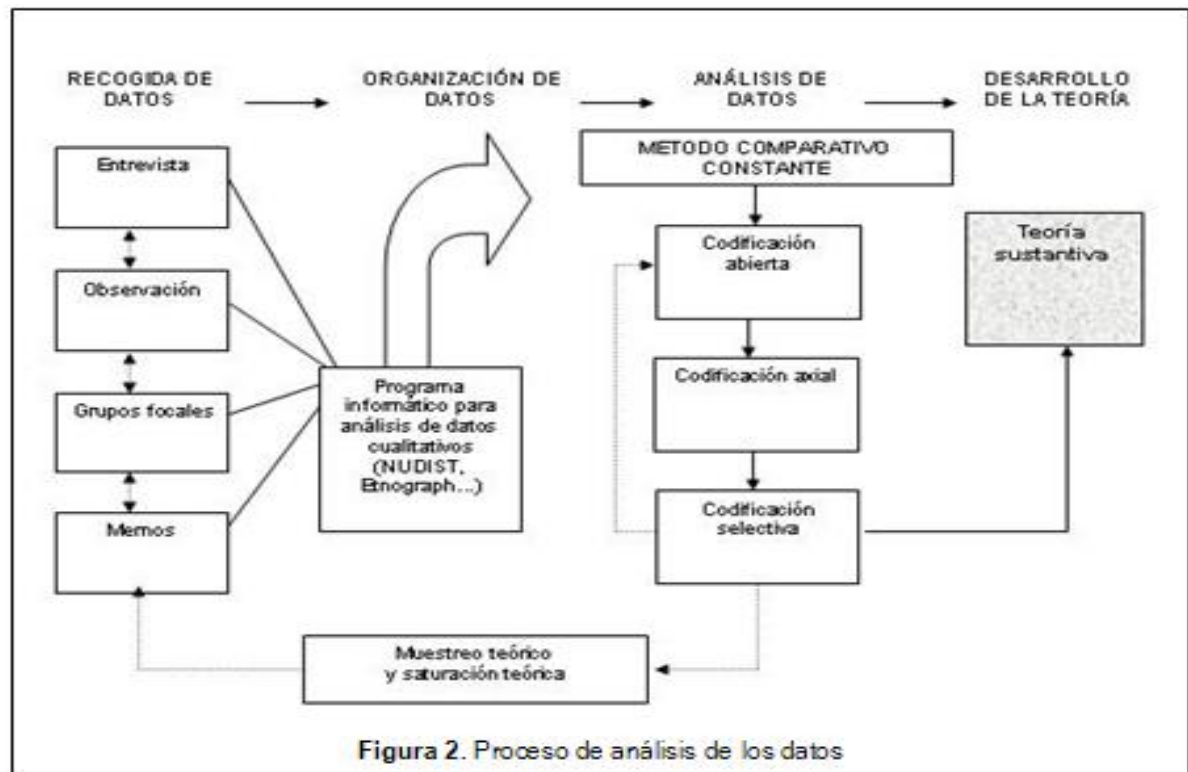 RECOGIDA DE
DATOS
ORGANIZACIÓN DE
DATOS
ANÁLISIS DE
DATOS
DESARROLLO
DE LA TEORÍA
Entrevista
Observación
Grupos focales
Memos
Programa
informático para
análisis de datos
cualitativos
(NUDIST,
Etnograph...)
METODO COMPARATIVO
CONSTANTE
Codificación
abierta
Codificación axial
Codificación
selectiva
Teoría
sustantiva
Muestreo teórico
y saturación teórica
Figura 2. Proceso de análisis de los datos